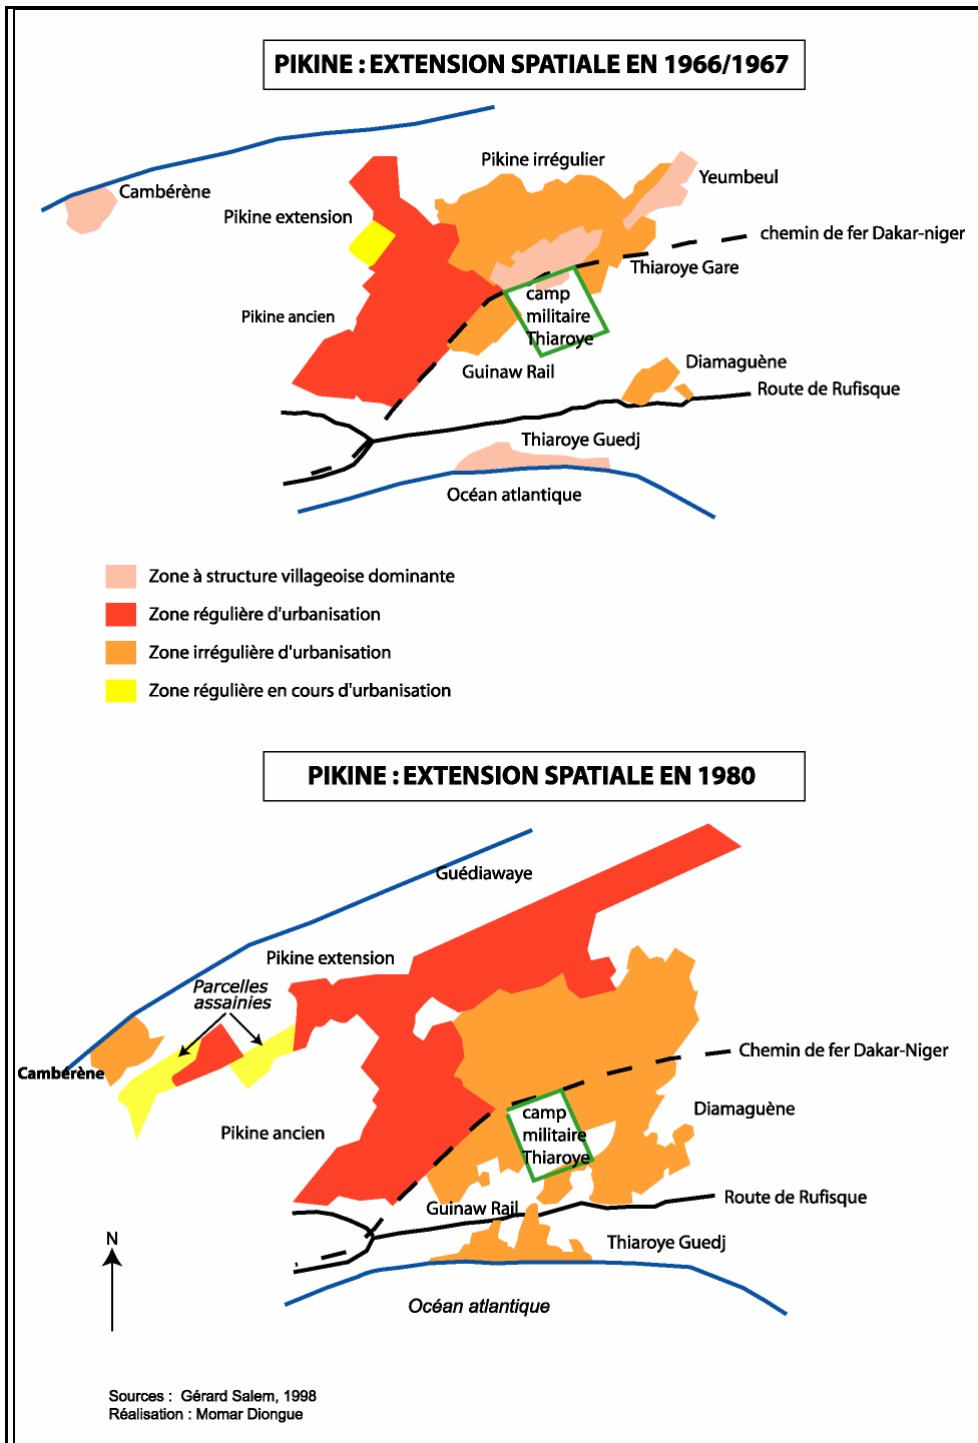 PIKINE : EXTENSION SPATIALE EN 1966/1967
Pikine irrégulier
Yeumbeul
Cambérène
Pikine extension
chemin de fer Dakar-niger
Thiaroye Gare
Pikine ancien
camp
militaire
Thiaroye
Guinaw Rail
Diamaguène
Route de Rufisque
Thiaroye Guedj
Océan atlantique
Zone à structure villageoise dominante
Zone régulière d'urbanisation
Zone irrégulière d'urbanisation
Zone régulière en cours d'urbanisation
PIKINE : EXTENSION SPATIALE EN 1980
Guédiawaye
Pikine extension
Parcelles
assainies
Cambérène
Chemin de fer Dakar-Niger
Diamaguène
camp
militaire
Thiaroye
Pikine ancien
Route de Rufisque
Guinaw Rail
Thiaroye Guedj
N
Océan atlantique
Sources : Gérard Salem, 1998
Réalisation : Momar Diongue